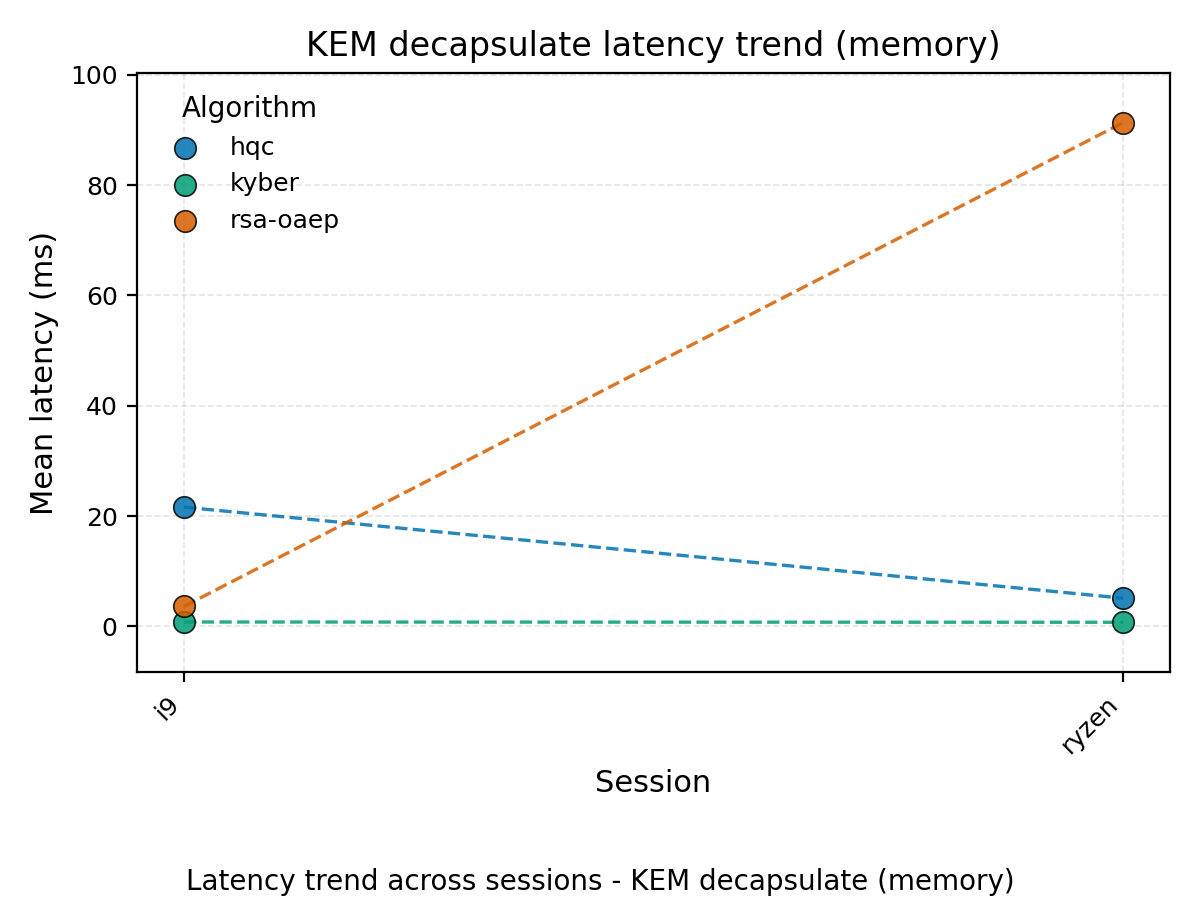 KEM decapsulate latency trend (memory)
Mean latency (ms)
100
80
60
40
20
0
Algorithm
hqc
kyber
rsa-oaep
i9
ryzen
Session
Latency trend across sessions - KEM decapsulate (memory)